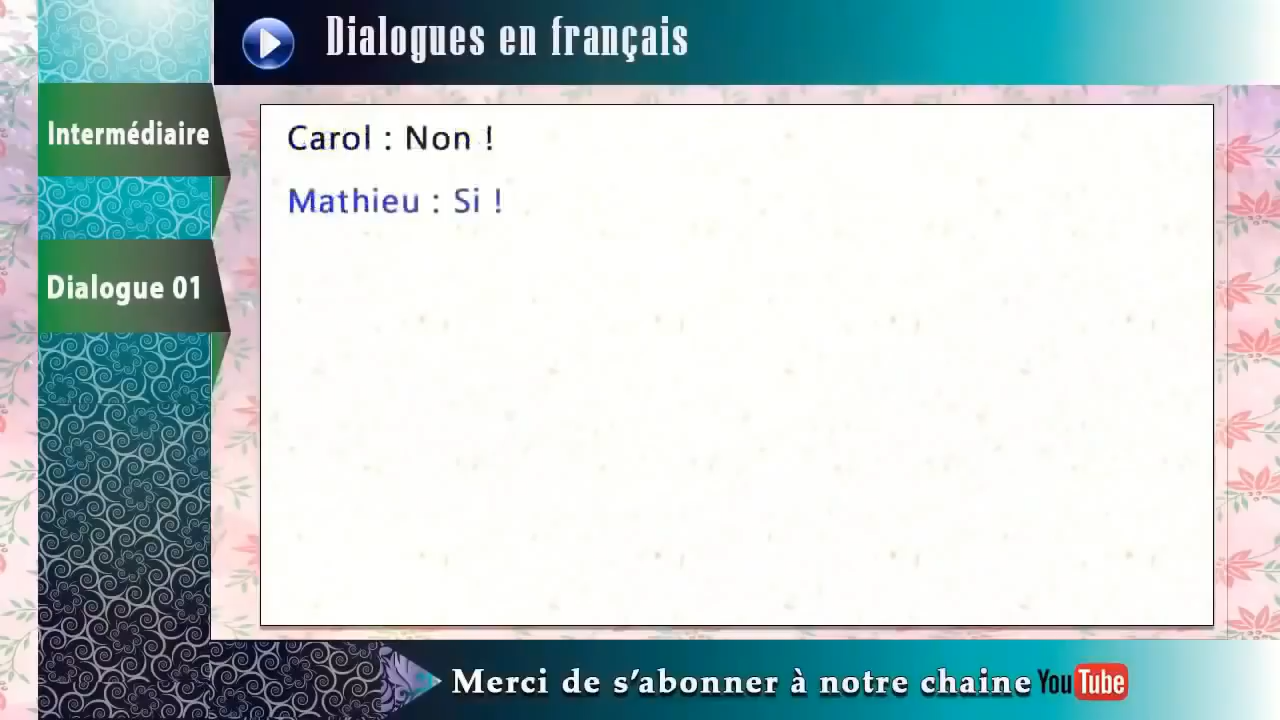 Dialogues en français
Intermédiaire
Dialogue 01
Carol : Non !
Mathieu : Si !
Merci de s'abonner à notre chaine YouTube